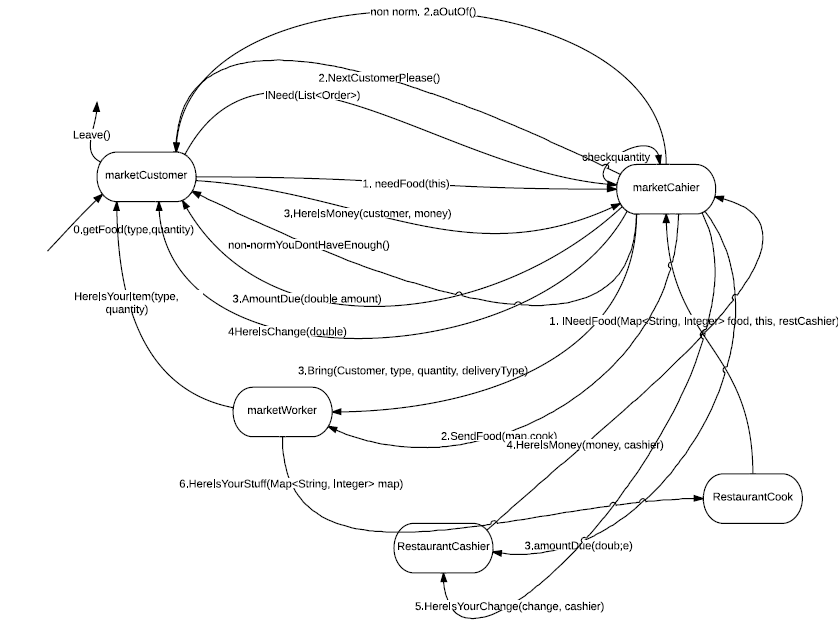 non norm, 2.aOutOf()
2.NextCustomerPlease()
INeed(List<Order>)
Leave()
checkquantity
marketCustomer
1. needFood(this)
marketCahier
3,HereIsMoney(customer, money)
0.getFood(type,quantity)
non-normYouDontHaveEnough()
HereIsYourItem(type,
quantity)
3.AmountDue(double amount)
4HereIsChange(double)
1. INeedFood(Map<String, Integer> food, this, restCashier)
3.Bring(Customer, type, quantity, deliveryType)
marketWorker
2.SendFood(map,cook)
4.HereIsMoney(money, cashier)
6.HereIsYourStuff(Map<String, Integer> map)
RestaurantCook
RestaurantCashier
3.amountDue(doub;e)
5.HereIsYourChange(change, cashier)